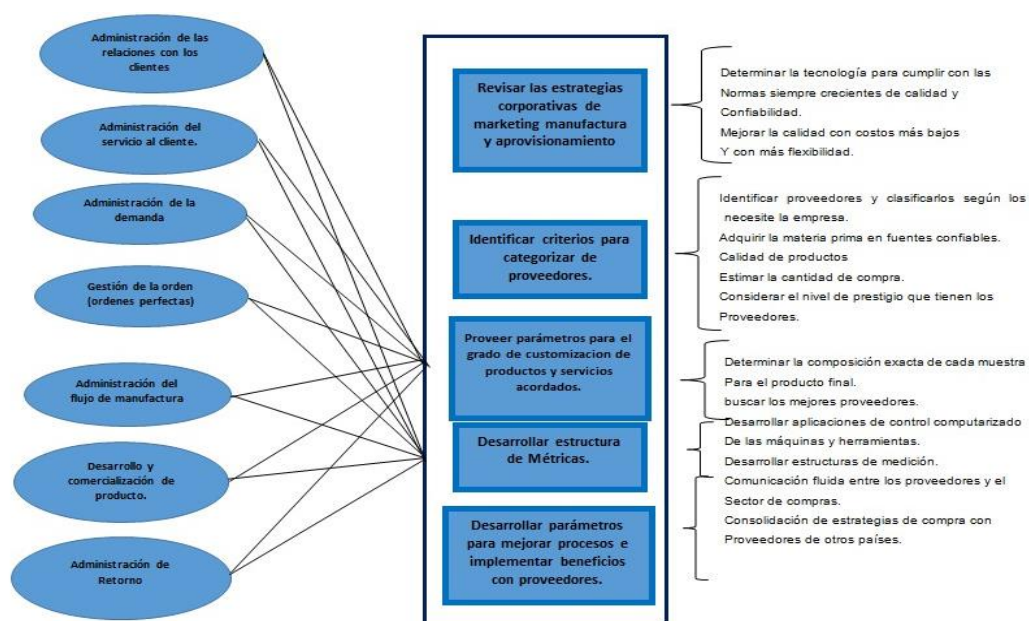 Administración de las
relaciones con los
clientes
Administración del
servicio al cliente.
Administración de la
demanda
Gestión de la orden
(ordenes perfectas)
Administración del
flujo de manufactura
Desarrollo y
comercialización de
producto.
Administración de
Retorno
Revisar las estrategias
corporativas de
marketing manufactura
y aprovisionamiento
Identificar criterios para
categorizar de
proveedores.
Proveer parámetros para el
grado de customizacion de
productos y servicios
acordados.
Desarrollar estructura
de Métricas.
Desarrollar parámetros
para mejorar procesos e
implementar beneficios
con proveedores.
Determinar la tecnología para cumplir con las
Normas siempre crecientes de calidad y
Confiabilidad.
Mejorar la calidad con costos más bajos
Y con más flexibilidad.
Identificar proveedores y clasificarlos según los
necesite la empresa.
Adquirir la materia prima en fuentes confiables.
Calidad de productos
Estimar la cantidad de compra.
Considerar el nivel de prestigio que tienen los
Proveedores.
Determinar la composición exacta de cada muestra
Para el producto final.
buscar los mejores proveedores.
Desarrollar aplicaciones de control computarizado
De las máquinas y herramientas.
Desarrollar estructuras de medición.
Comunicación fluida entre los proveedores y el
Sector de compras.
Consolidación de estrategias de compra con
Proveedores de otros países.